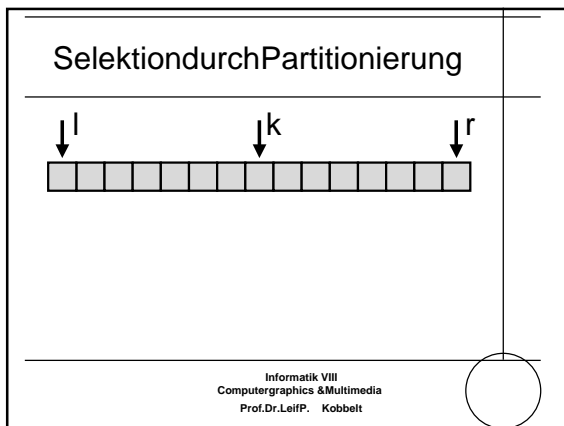 SelektiondurchPartitionierung
l k r
Informatik VIII
Computergraphics &Multimedia
Prof.Dr.LeifP. Kobbelt